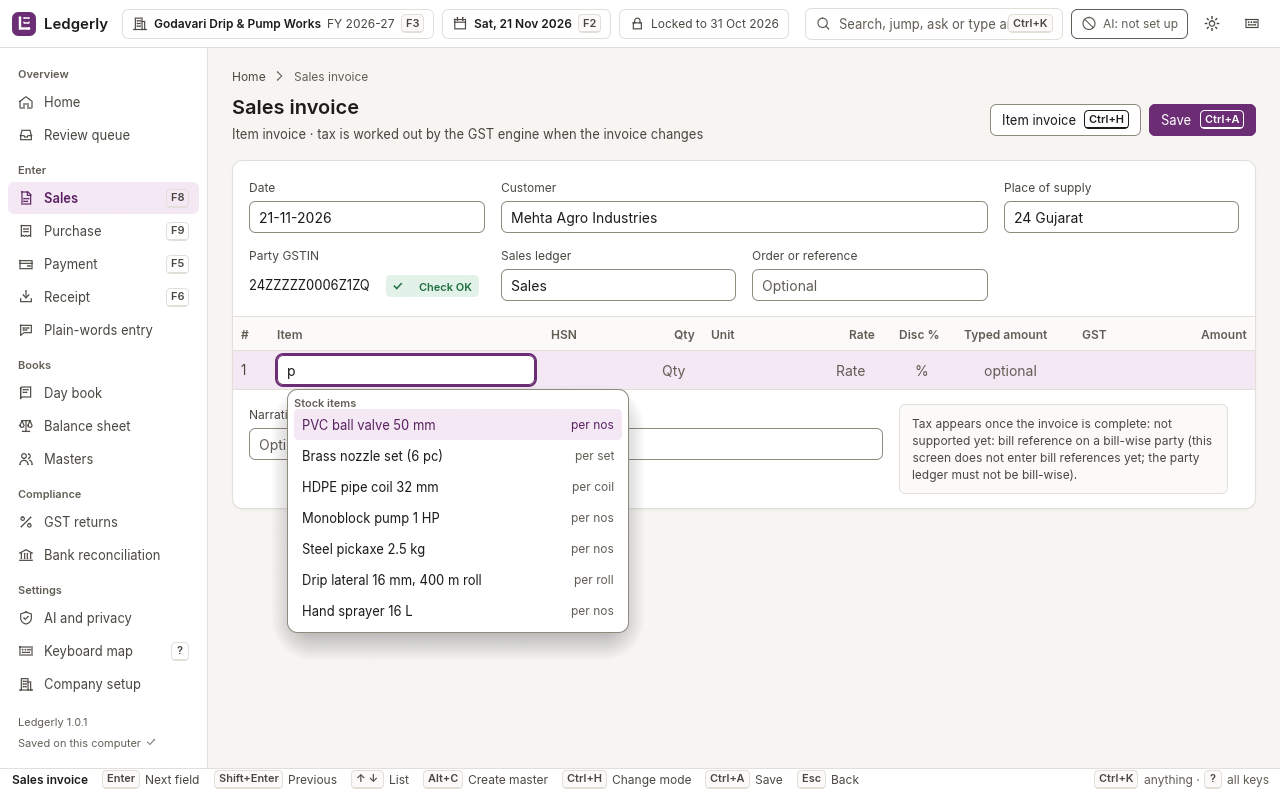 Ledgerly
Godavari Drip & Pump Works FY 2026-27 F3
Sat, 21 Nov 2026 F2
Locked to 31 Oct 2026
Search, jump, ask or type a Ctrl+K
AI: not set up
Overview
Home
Review queue
Enter
Sales F8
Purchase F9
Payment F5
Receipt F6
Plain-words entry
Books
Day book
Balance sheet
Masters
Compliance
GST returns
Bank reconciliation
Settings
AI and privacy
Keyboard map ?
Company setup
Ledgerly 1.0.1
Saved on this computer
Home Sales invoice
Sales invoice
Item invoice · tax is worked out by the GST engine when the invoice changes
Item invoice Ctrl+H
Save Ctrl+A
Date Customer Place of supply
21-11-2026 Mehta Agro Industries 24 Gujarat
Party GSTIN Sales ledger Order or reference
24ZZZZZ0006Z1ZQ Check OK Sales Optional
# Item HSN Qty Unit Rate Disc % Typed amount GST Amount
1 p Qty Rate % optional
Stock items
PVC ball valve 50 mm per nos
Brass nozzle set (6 pc) per set
HDPE pipe coil 32 mm per coil
Monoblock pump 1 HP per nos
Steel pickaxe 2.5 kg per nos
Drip lateral 16 mm, 400 m roll per roll
Hand sprayer 16 L per nos
Tax appears once the invoice is complete: not
supported yet: bill reference on a bill-wise party (this
screen does not enter bill references yet; the party
ledger must not be bill-wise).
Sales invoice Enter Next field Shift+Enter Previous ↑ ↓ List Alt+C Create master Ctrl+H Change mode Ctrl+A Save Esc Back Ctrl+K anything · ? all keys